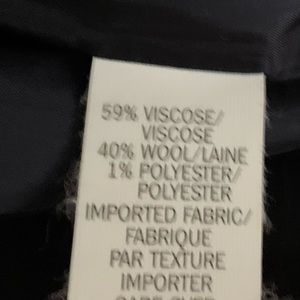 59% VISCOSE/
VISCOSE
40% WOOL/LAINE
1% POLYESTER/
POLYESTER
IMPORTED FABRIC/
FABRIQUE
PAR TEXTURE
IMPORTER